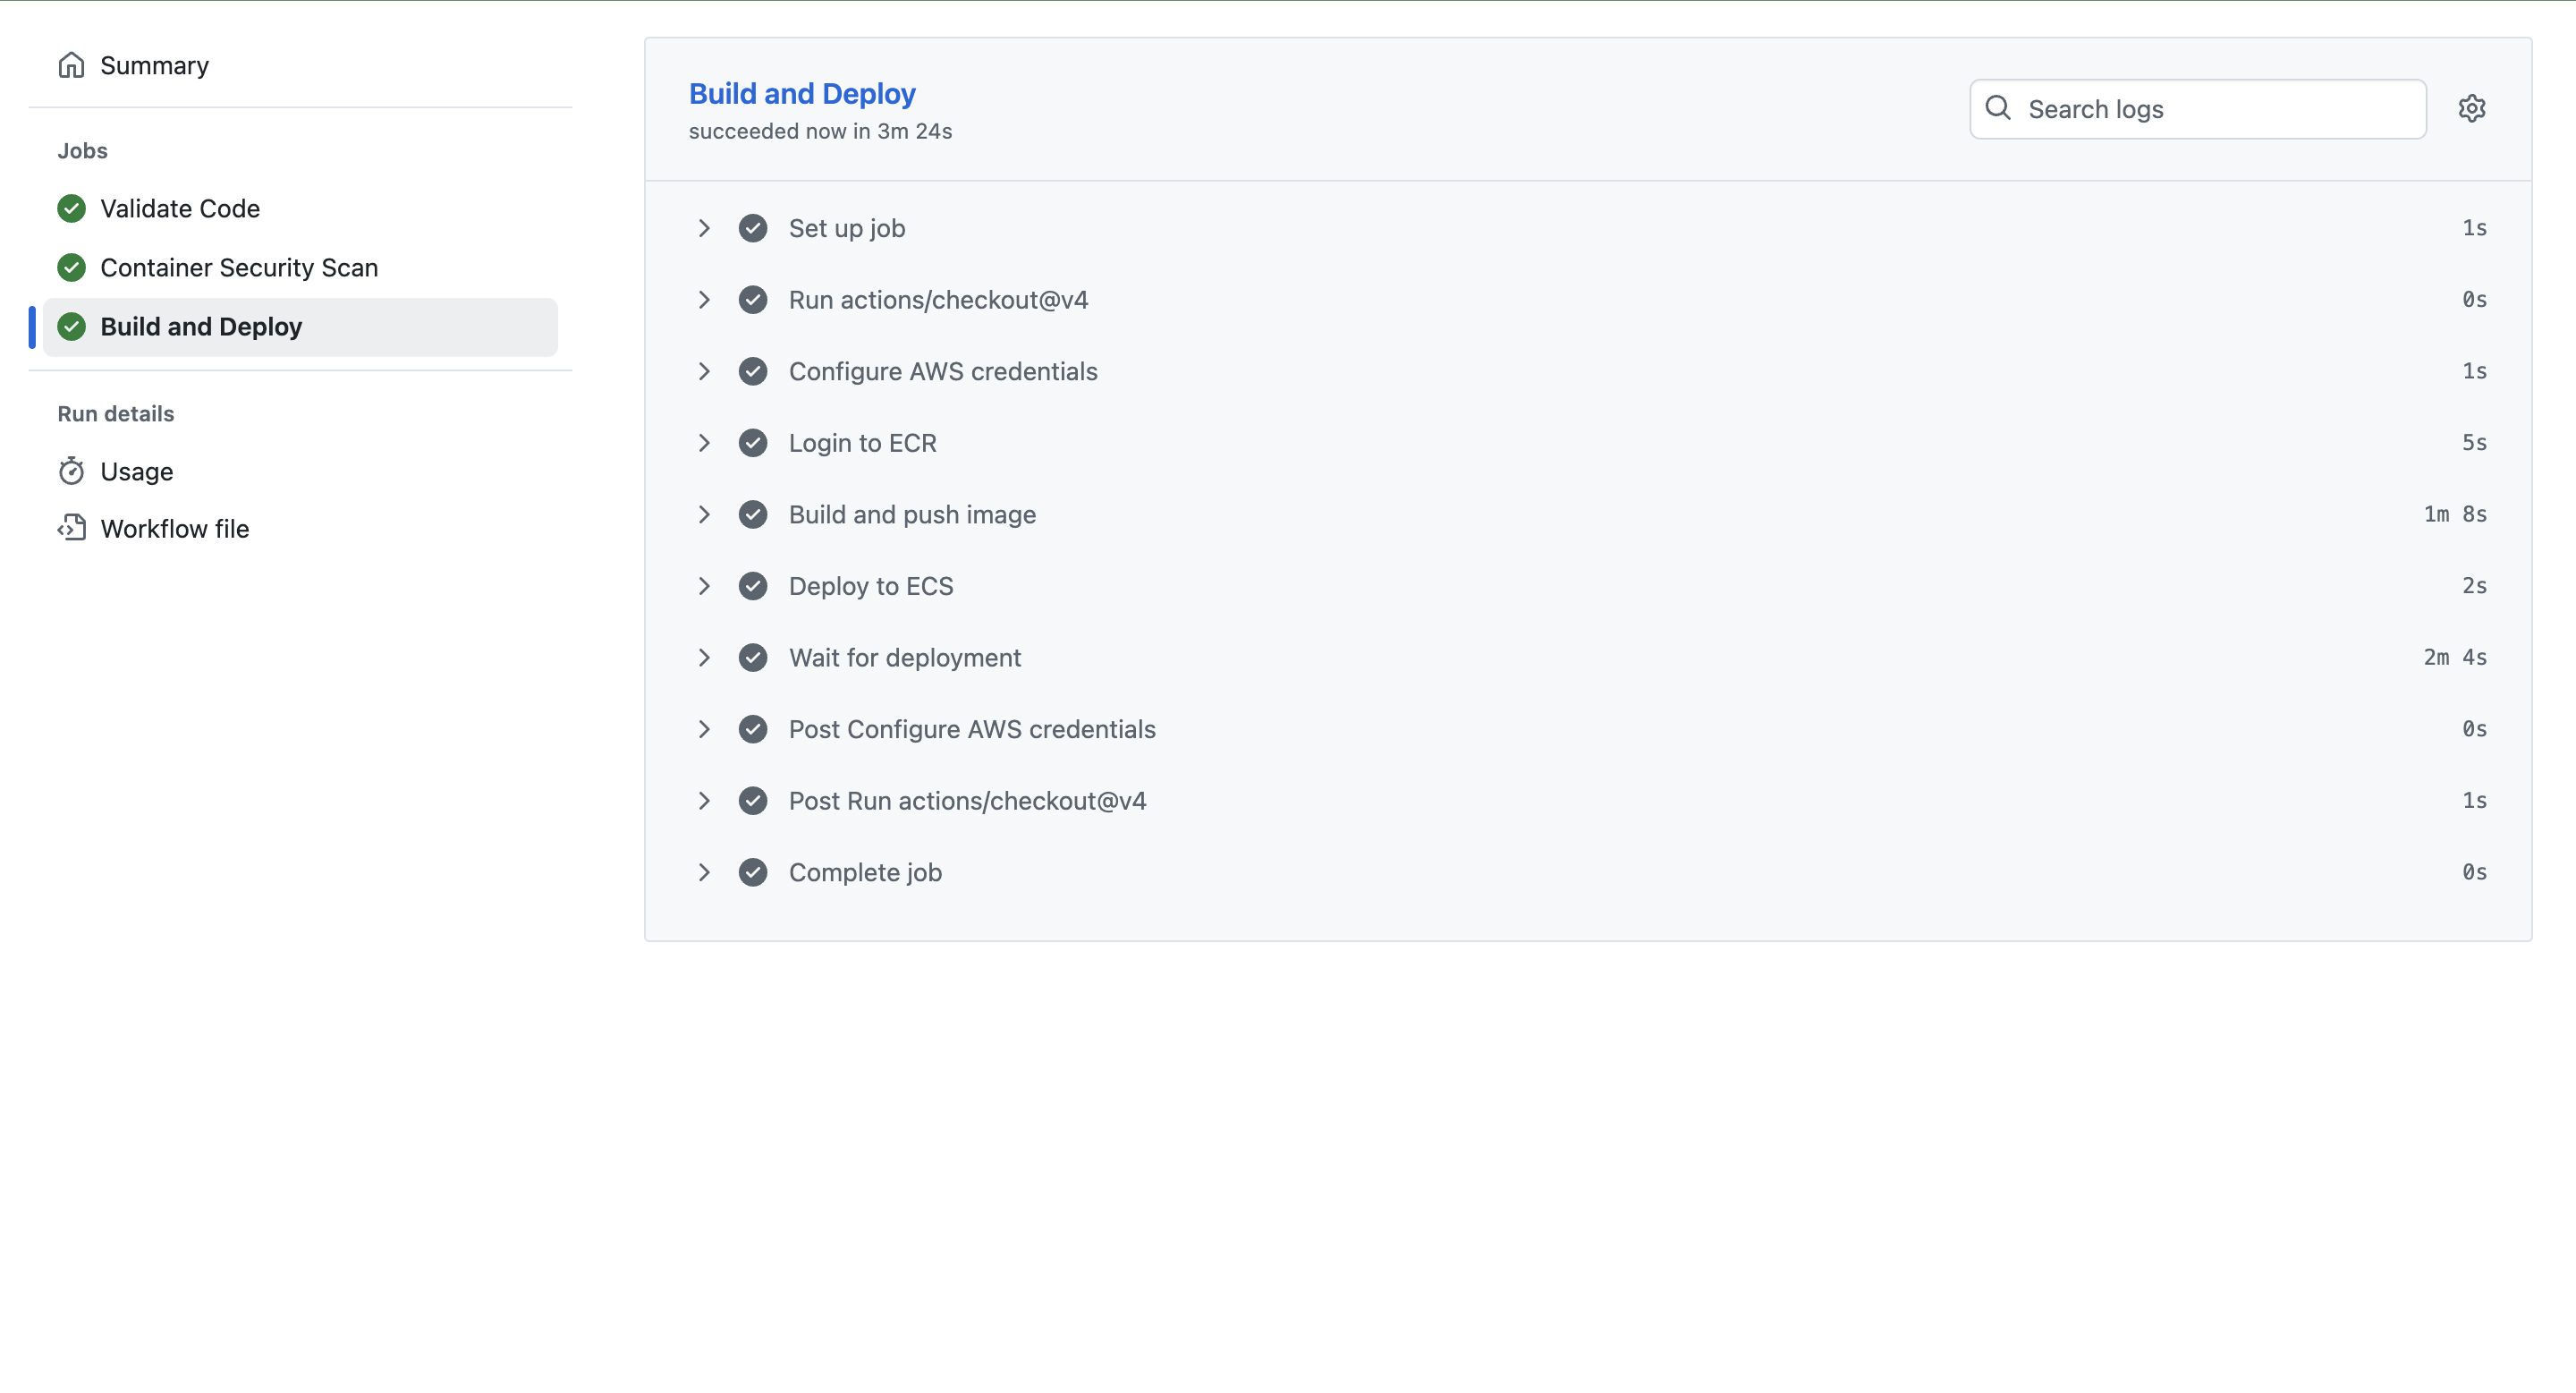 Summary
Jobs
Validate Code
Container Security Scan
Build and Deploy
Run details
Usage
Workflow file
Build and Deploy
succeeded now in 3m 24s
Search logs
Set up job 1s
Run actions/checkout@v4 0s
Configure AWS credentials 1s
Login to ECR 5s
Build and push image 1m 8s
Deploy to ECS 2s
Wait for deployment 2m 4s
Post Configure AWS credentials 0s
Post Run actions/checkout@v4 1s
Complete job 0s